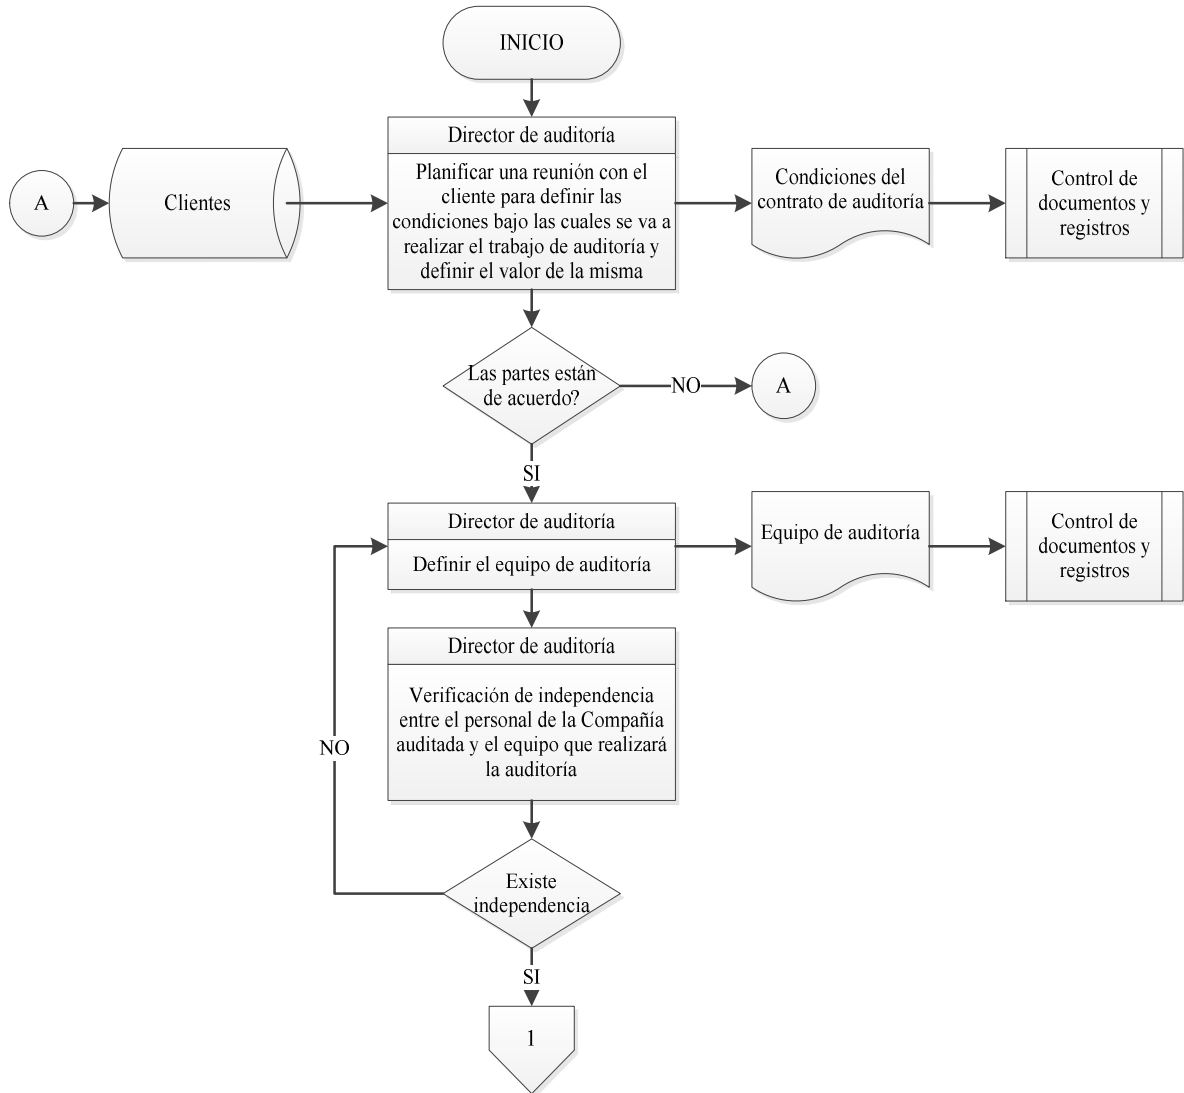 INICIO
Director de auditoría
Planificar una reunión con el
cliente para definir las
condiciones bajo las cuales se va a
realizar el trabajo de auditoría y
definir el valor de la misma
A
Clientes
Condiciones del
contrato de auditoría
Control de
documentos y
registros
Las partes están
de acuerdo?
NO
A
SI
Director de auditoría
Definir el equipo de auditoría
Equipo de auditoría
Control de
documentos y
registros
Director de auditoría
Verificación de independencia
entre el personal de la Compañía
auditada y el equipo que realizará
la auditoría
NO
Existe
independencia
SI
1